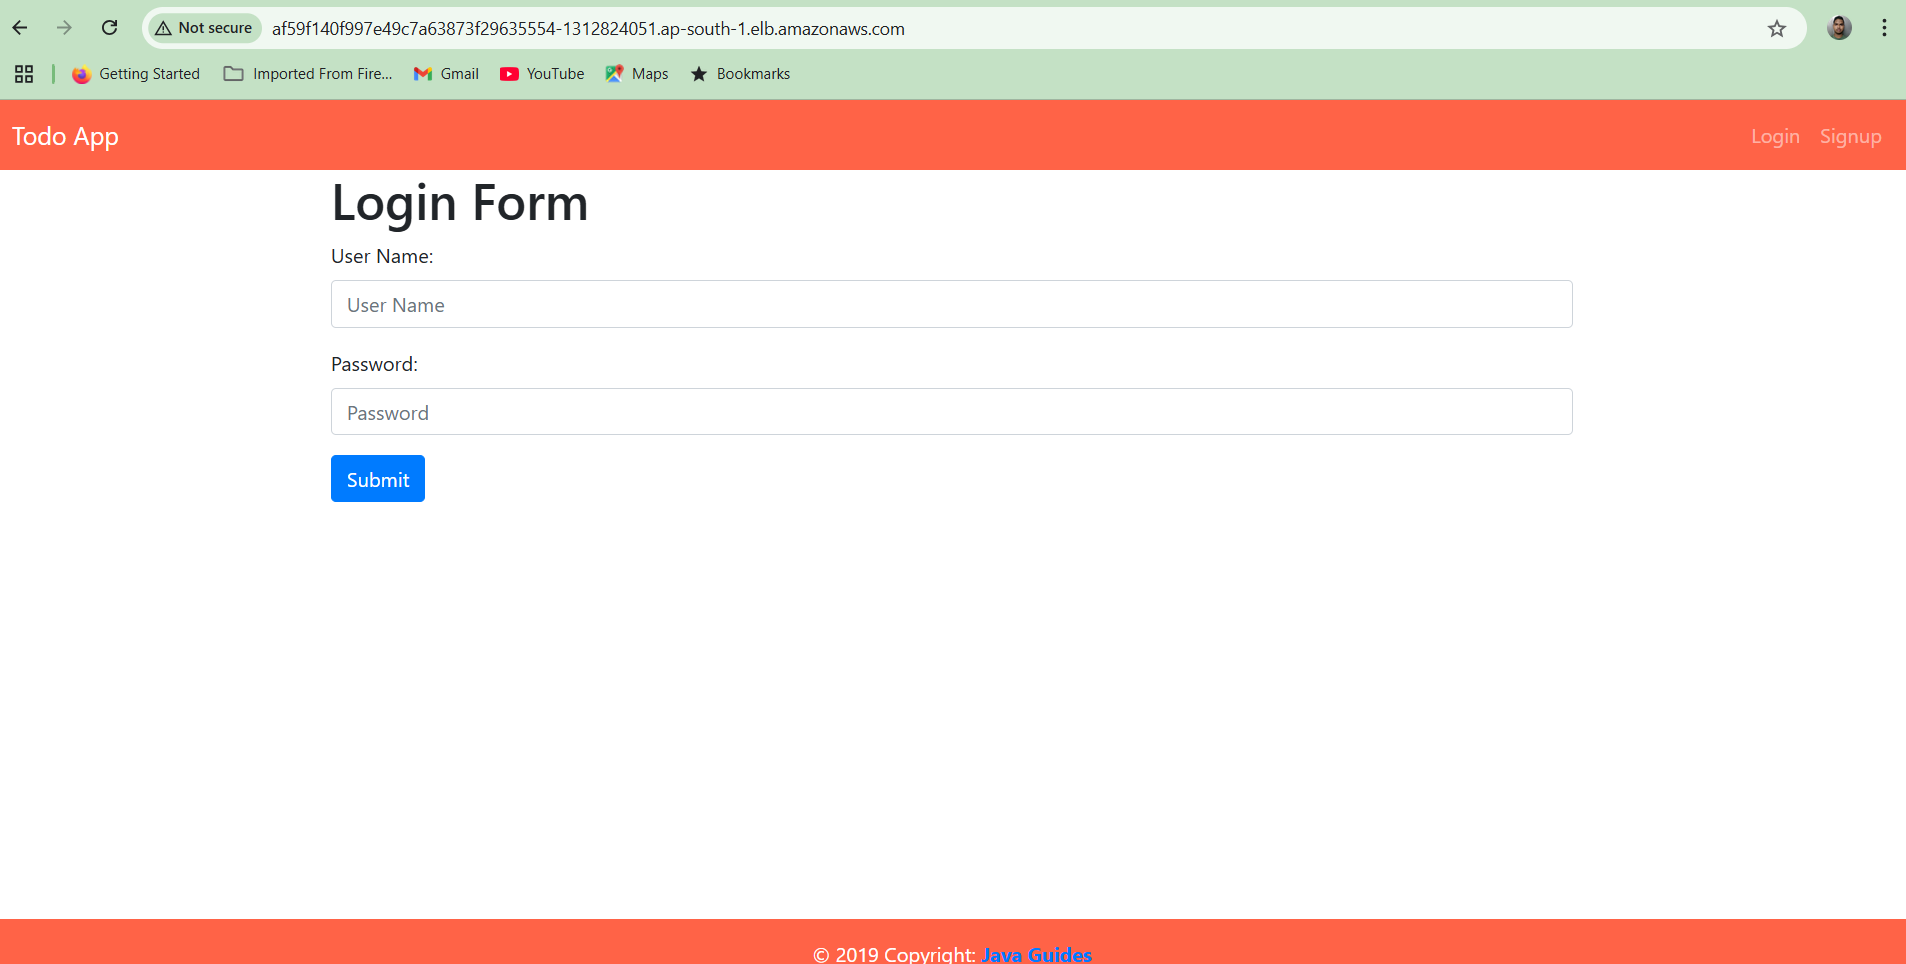 Not secure af59f140f997e49c7a63873f29635554-1312824051.ap-south-1.elb.amazonaws.com
Getting Started Imported From Fire... Gmail YouTube Maps Bookmarks
Todo App Login Signup
Login Form
User Name:
User Name
Password:
Password
Submit
© 2019 Copyright: Java Guides